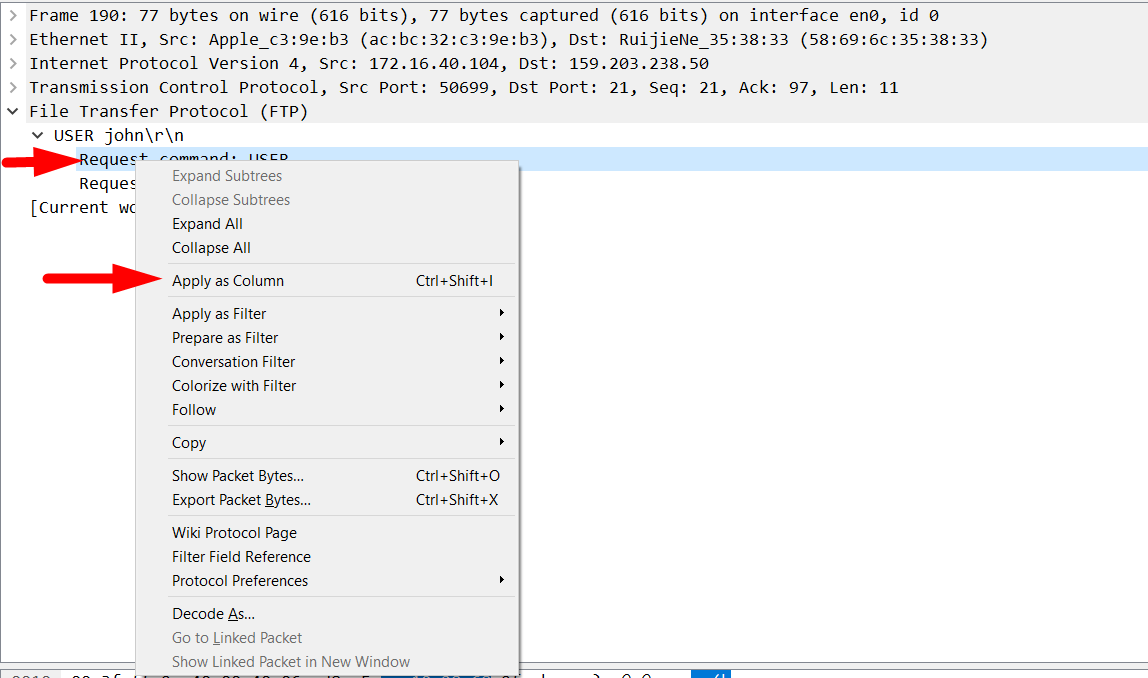 Frame 190: 77 bytes on wire (616 bits), 77 bytes captured (616 bits) on interface en0, id 0
Ethernet II, Src: Apple_c3:9e:b3 (ac:bc:32:c3:9e:b3), Dst: RuijieNe_35:38:33 (58:69:6c:35:38:33)
Internet Protocol Version 4, Src: 172.16.40.104, Dst: 159.203.238.50
Transmission Control Protocol, Src Port: 50699, Dst Port: 21, Seq: 21, Ack: 97, Len: 11
File Transfer Protocol (FTP)
USER john\r\n
Request command: USER
Reques
[Current wo
Expand Subtrees
Collapse Subtrees
Expand All
Collapse All
Apply as Column Ctrl+Shift+I
Apply as Filter
Prepare as Filter
Conversation Filter
Colorize with Filter
Follow
Copy
Show Packet Bytes... Ctrl+Shift+O
Export Packet Bytes... Ctrl+Shift+X
Wiki Protocol Page
Filter Field Reference
Protocol Preferences
Decode As...
Go to Linked Packet
Show Linked Packet in New Window